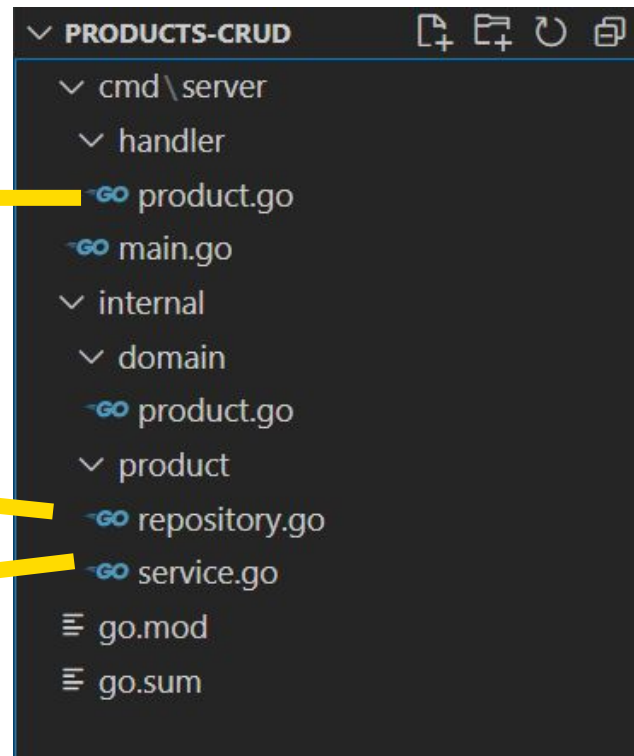 PRODUCTS-CRUD
cmd\server
handler
GO product.go
GO main.go
internal
domain
GO product.go
product
GO repository.go
GO service.go
go.mod
go.sum